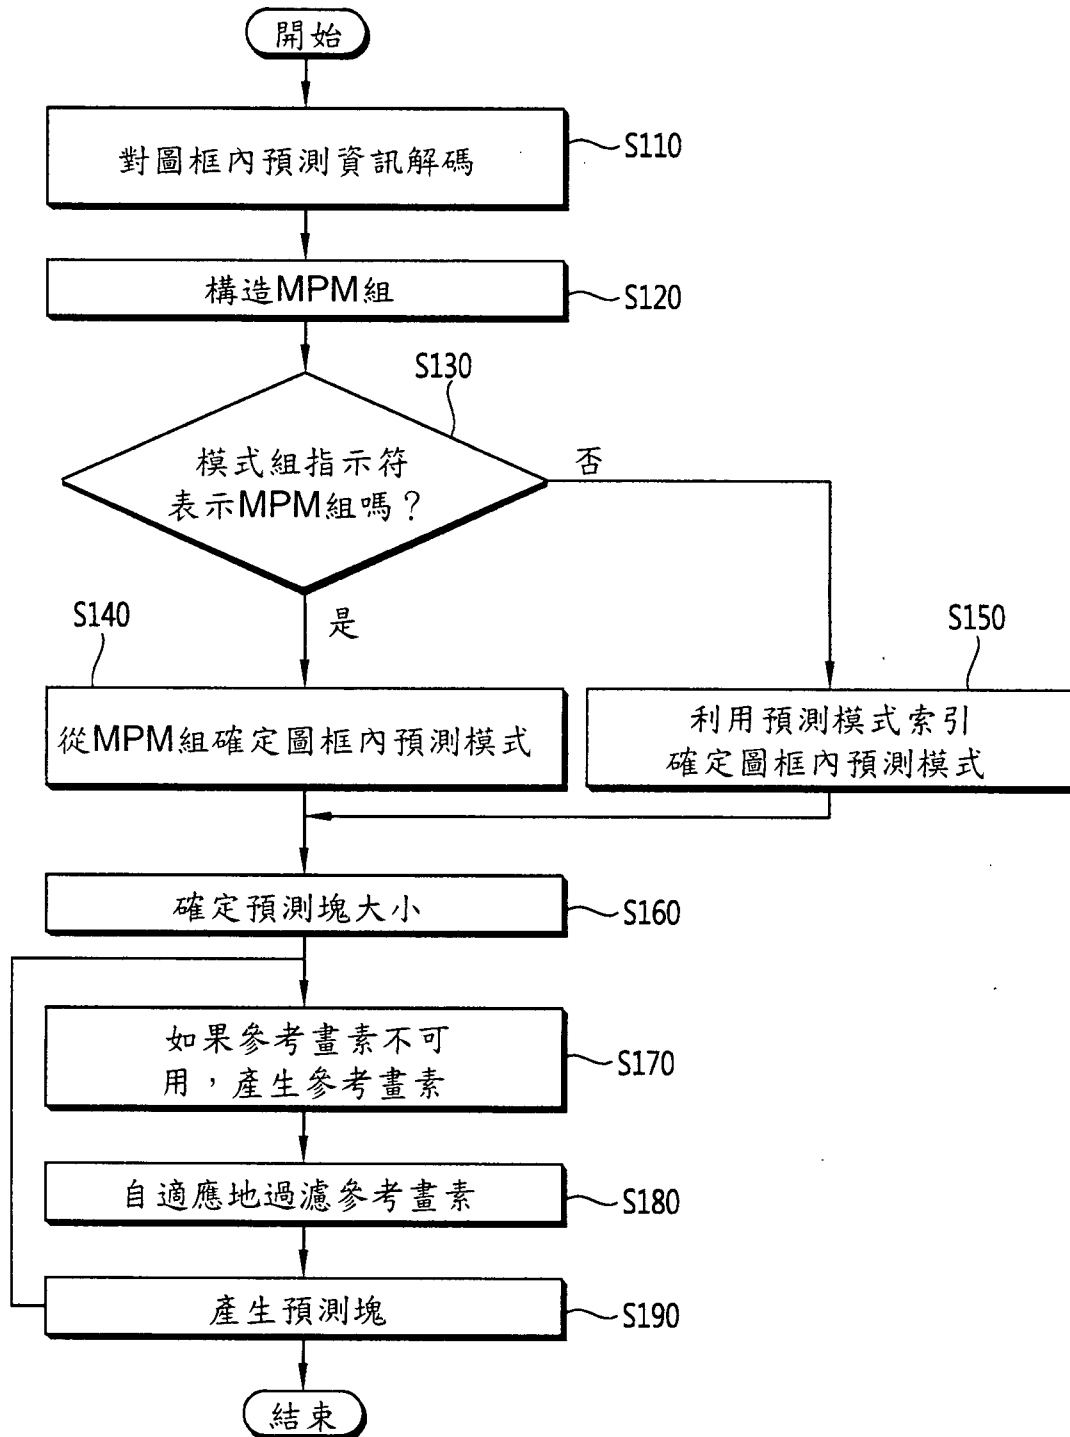 開始
對圖框內預測資訊解碼
S110
構造MPM組
S120
S130
模式組指示符
表示MPM組嗎？
否
是
S140
從MPM組確定圖框內預測模式
S150
利用預測模式索引
確定圖框內預測模式
確定預測塊大小
S160
如果參考畫素不可
用，產生參考畫素
S170
自適應地過濾參考畫素
S180
產生預測塊
S190
結束